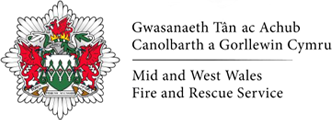 Gwasanaeth Tân ac Achub
Canolbarth a Gorllewin Cymru
Mid and West Wales
Fire and Rescue Service